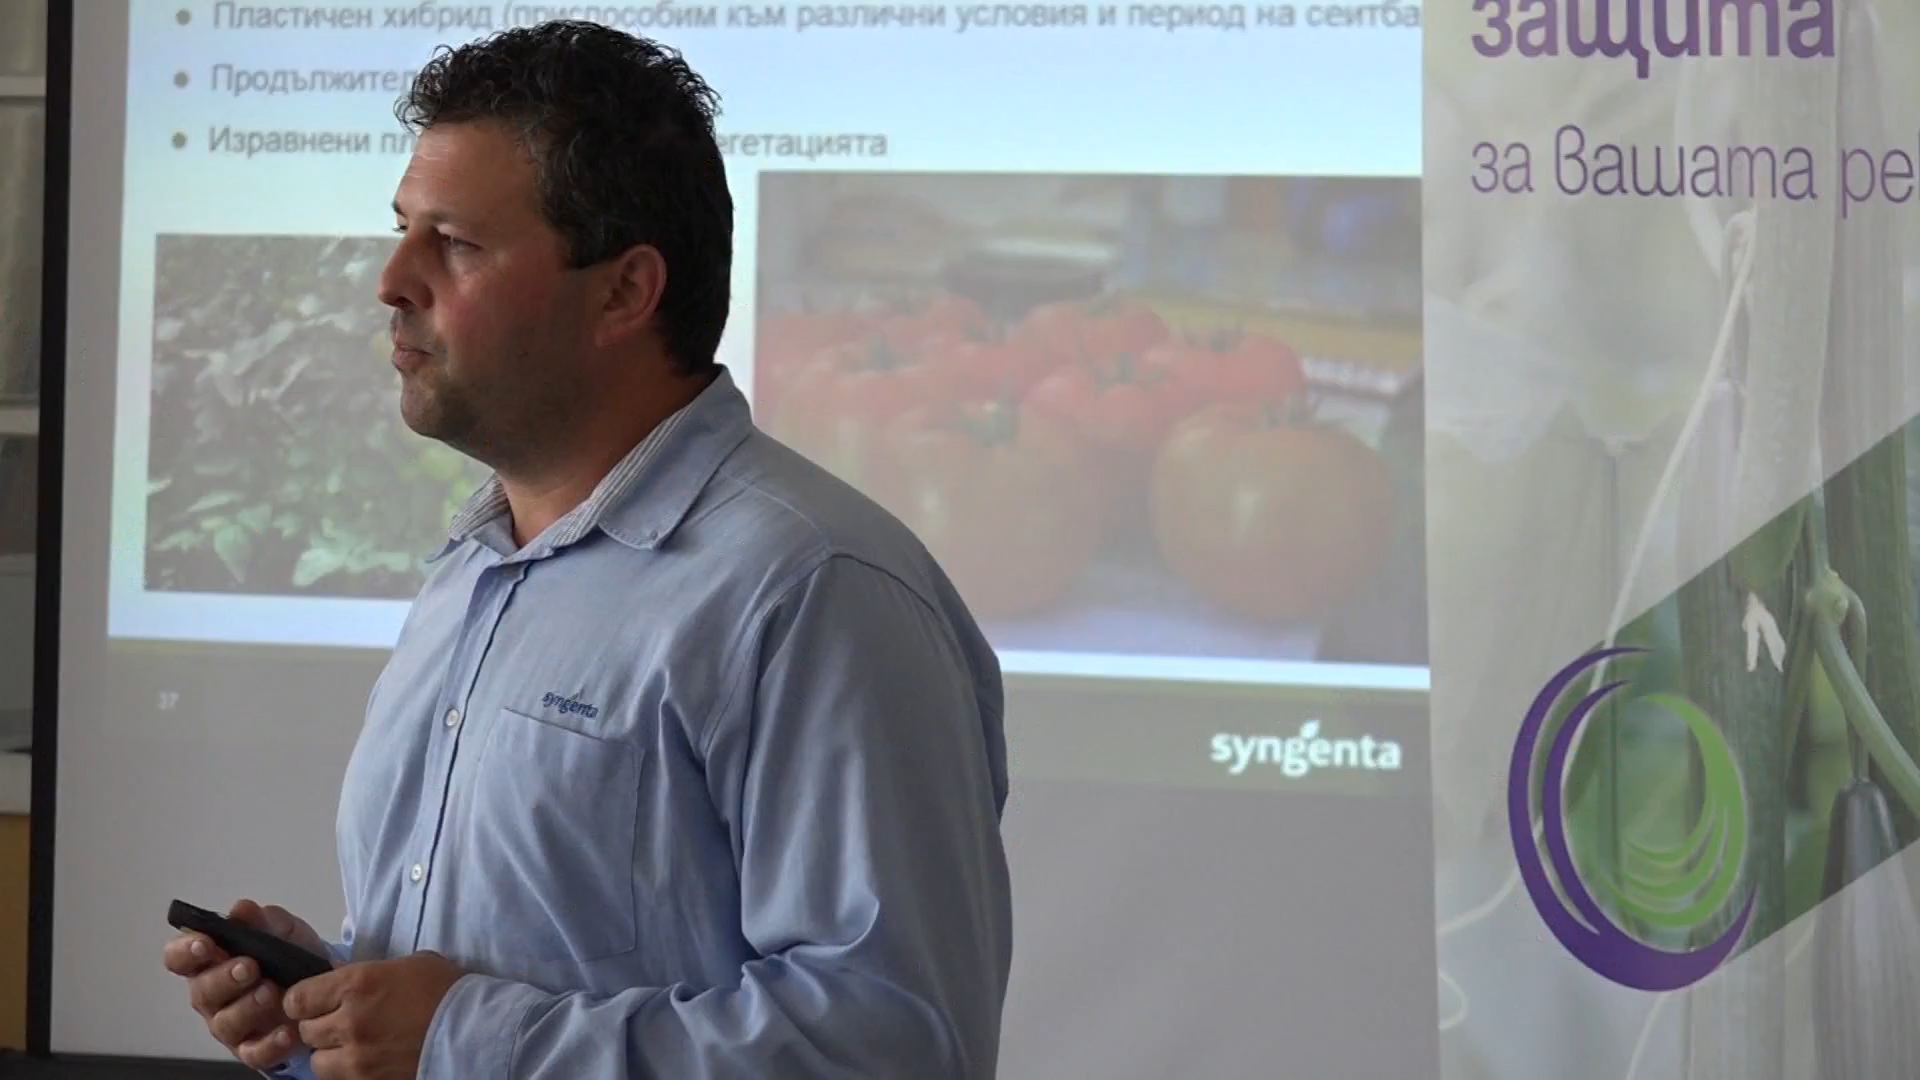 Пластичен хибрид (приспособим към различни условия и период на сеитба
Продължител
Изравнени пл егетацията
37
syngenta
syngenta
защита
за вашата ре